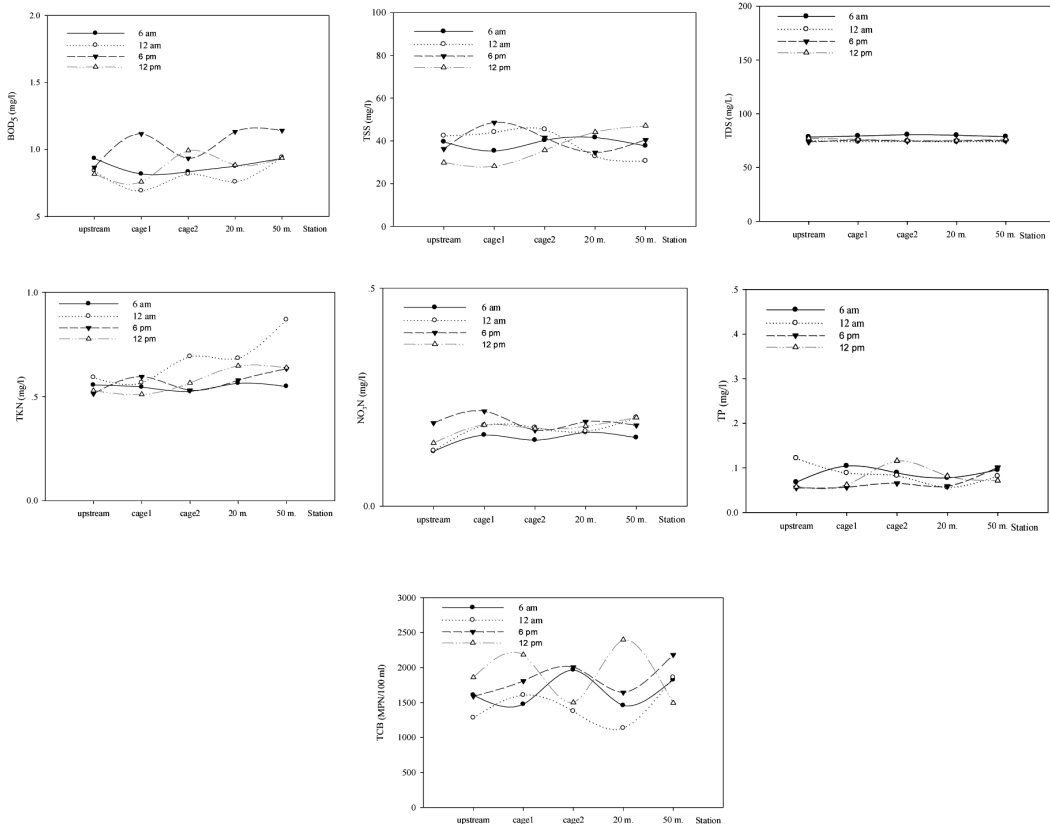 2.0
1.5
1.0
.5
BOD5 (mg/l)
6 am
12 am
6 pm
12 pm
upstream cage1 cage2 20 m. 50 m. Station
100
80
60
40
20
0
TSS (mg/l)
6 am
12 am
6 pm
12 pm
upstream cage1 cage2 20 m. 50 m. Station
200
150
100
50
0
TDS (mg/L)
6 am
12 am
6 pm
12 pm
upstream cage1 cage2 20 m. 50 m. Station
1.0
.5
0.0
TKN (mg/l)
6 am
12 am
6 pm
12 pm
upstream cage1 cage2 20 m. 50 m. Station
.5
0.0
NO3N (mg/l)
6 am
12 am
6 pm
12 pm
upstream cage1 cage2 20 m. 50 m. Station
.5
.4
.3
.2
.1
0.0
TP (mg/l)
6 am
12 am
6 pm
12 pm
upstream cage1 cage2 20 m. 50 m. Station
3000
2500
2000
1500
1000
500
0
TCB (MPN/100 ml)
6 am
12 am
6 pm
12 pm
upstream cage1 cage2 20 m. 50 m. Station